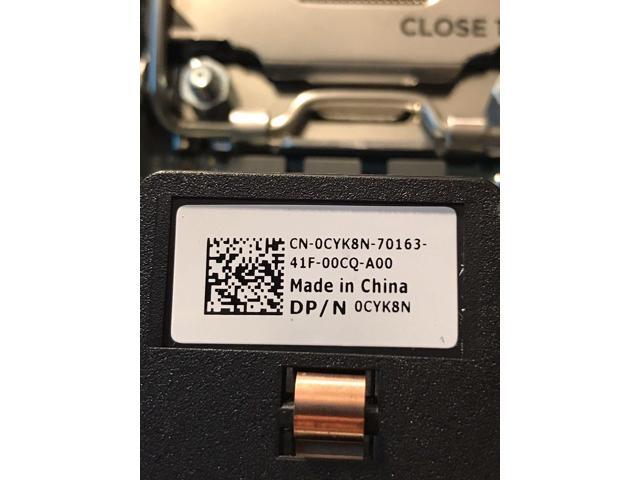 CLOSE
CN-0CYK8N-70163-
41F-00CQ-A00
Made in China
DP/N 0CYK8N